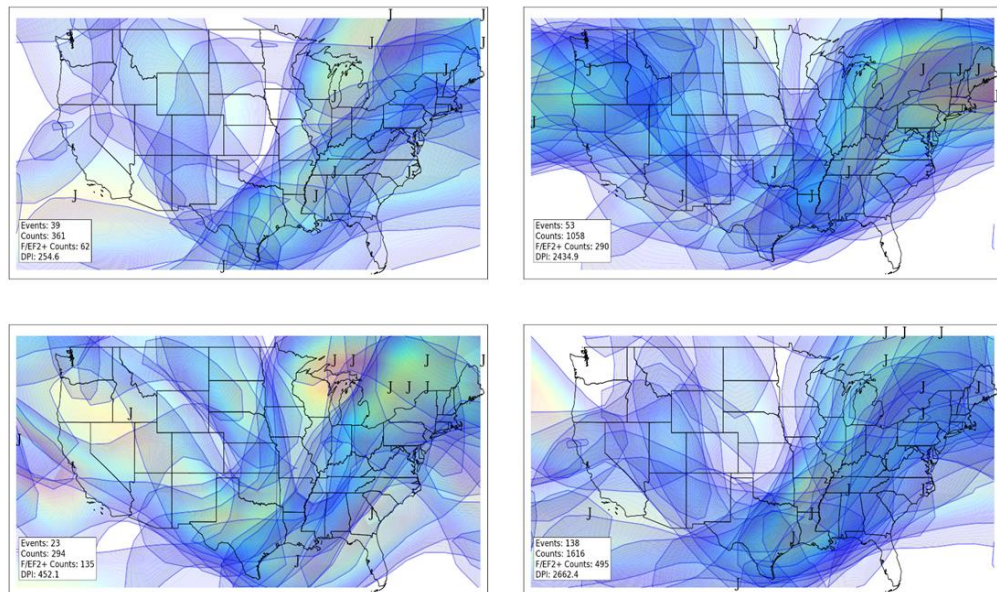 J J
J J
J
J
J
J
J
Events: 39
Counts: 361
F/EF2+ Counts: 62
DPI: 254.6
J
J
J J J J
J
J
J J
J
Events: 53
Counts: 1058
F/EF2+ Counts: 290
DPI: 2434.9
J J J J
J J J
J
J
J
J
Events: 23
Counts: 294
F/EF2+ Counts: 135
DPI: 452.1
J J J
J
J
J
J J
J
Events: 138
Counts: 1616
F/EF2+ Counts: 495
DPI: 2662.4
J